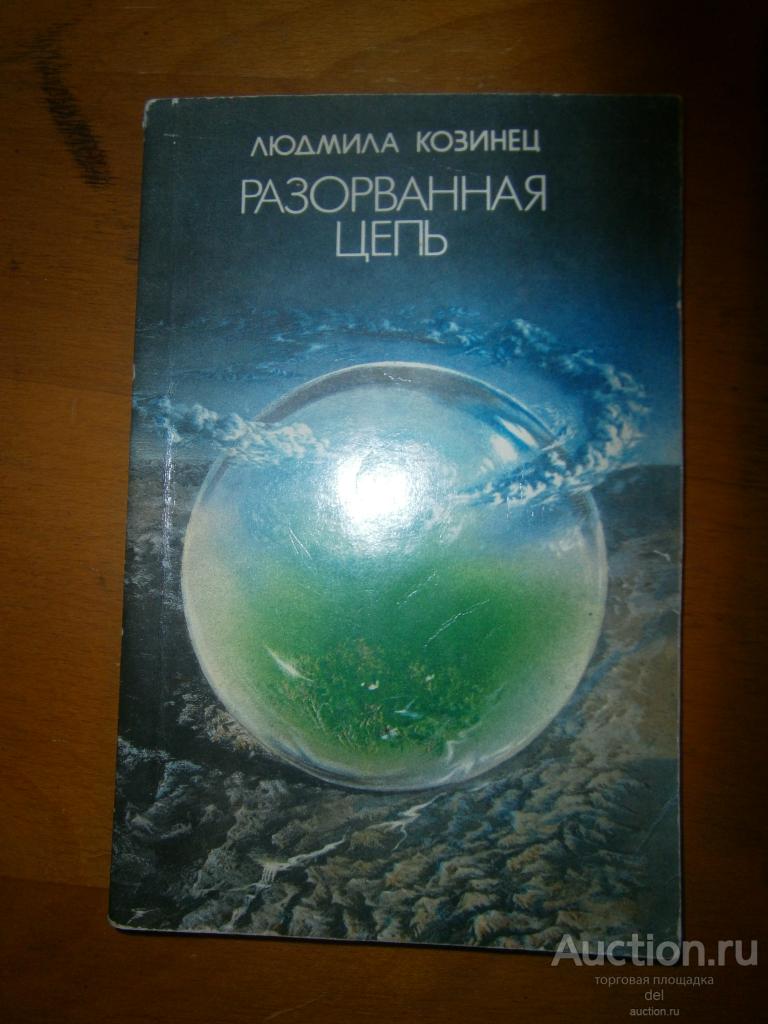 ЛЮДМИЛА КОЗИНЕЦ
РАЗОРВАННАЯ
ЦЕПЬ
Auction.ru
торговая площадка
del
auction.ru